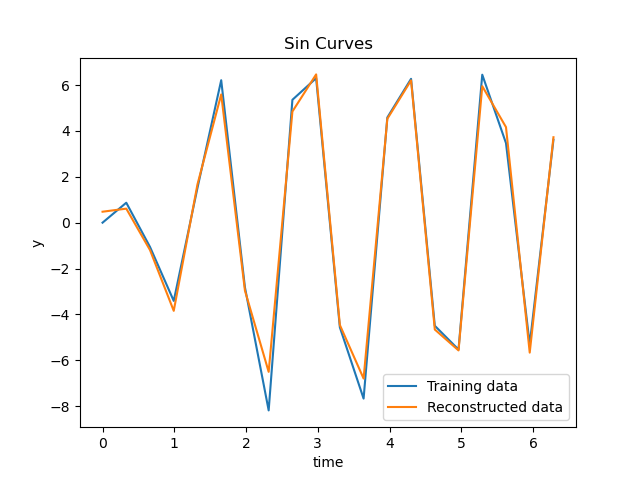 Sin Curves
y
6
4
2
0
−2
−4
−6
−8
0 1 2 3 4 5 6
time
Training data
Reconstructed data